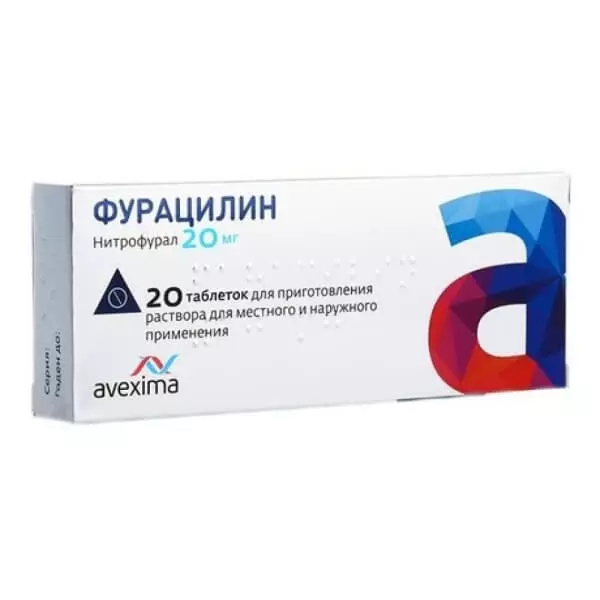 ФУРАЦИЛИН
Нитрофурал 20 мг
20 таблеток для приготовления
раствора для местного и наружного
применения
avexima
Серия:
Годен до: